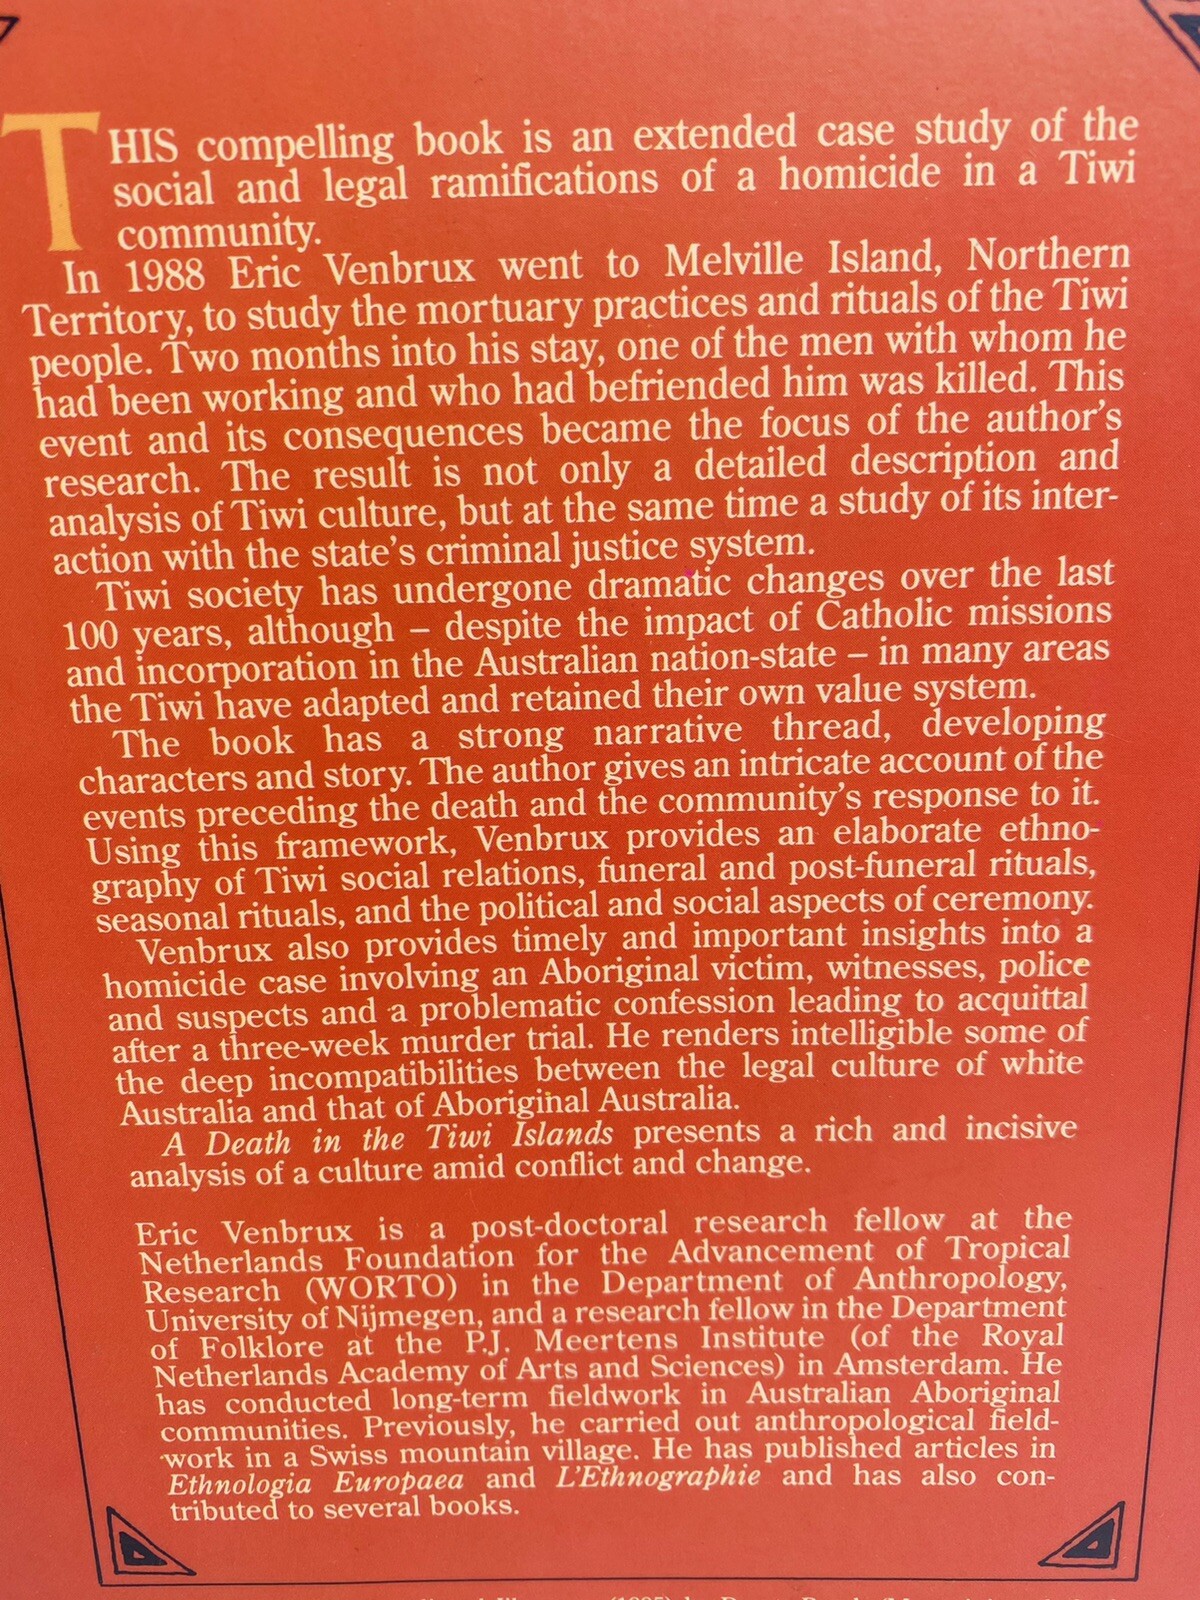 THIS compelling book is an extended case study of the
social and legal ramifications of a homicide in a Tiwi
community.
In 1988 Eric Venbrux went to Melville Island, Northern
Territory, to study the mortuary practices and rituals of the Tiwi
people. Two months into his stay, one of the men with whom he
had been working and who had befriended him was killed. This
event and its consequences became the focus of the author's
research. The result is not only a detailed description and
analysis of Tiwi culture, but at the same time a study of its inter-
action with the state's criminal justice system.
Tiwi society has undergone dramatic changes over the last
100 years, although – despite the impact of Catholic missions
and incorporation in the Australian nation-state – in many areas
the Tiwi have adapted and retained their own value system.
The book has a strong narrative thread, developing
characters and story. The author gives an intricate account of the
events preceding the death and the community's response to it.
Using this framework, Venbrux provides an elaborate ethno-
graphy of Tiwi social relations, funeral and post-funeral rituals,
seasonal rituals, and the political and social aspects of ceremony.
Venbrux also provides timely and important insights into a
homicide case involving an Aboriginal victim, witnesses, police
and suspects and a problematic confession leading to acquittal
after a three-week murder trial. He renders intelligible some of
the deep incompatibilities between the legal culture of white
Australia and that of Aboriginal Australia.
A Death in the Tiwi Islands presents a rich and incisive
analysis of a culture amid conflict and change.
Eric Venbrux is a post-doctoral research fellow at the
Netherlands Foundation for the Advancement of Tropical
Research (WORTO) in the Department of Anthropology,
University of Nijmegen, and a research fellow in the Department
of Folklore at the P.J. Meertens Institute (of the Royal
Netherlands Academy of Arts and Sciences) in Amsterdam. He
has conducted long-term fieldwork in Australian Aboriginal
communities. Previously, he carried out anthropological field-
work in a Swiss mountain village. He has published articles in
Ethnologia Europaea and L'Ethnographie and has also con-
tributed to several books.